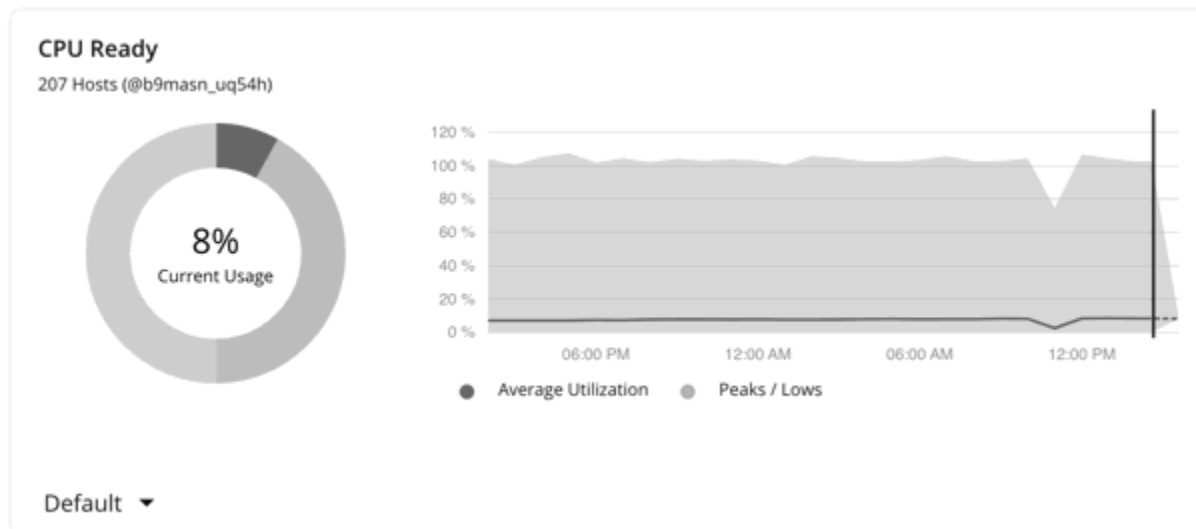 CPU Ready
207 Hosts (@b9masn_uq54h)
8%
Current Usage
120 %
100 %
80 %
60 %
40 %
20 %
0 %
06:00 PM 12:00 AM 06:00 AM 12:00 PM
Average Utilization Peaks / Lows
Default